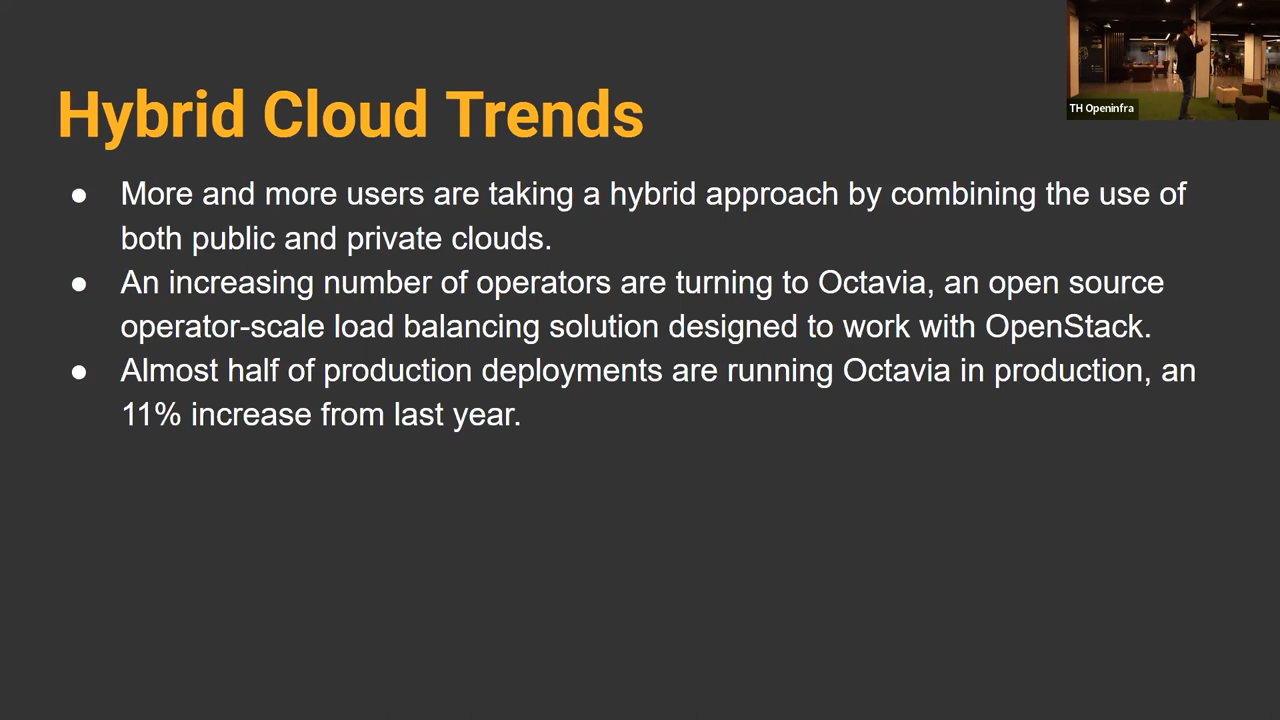 Hybrid Cloud Trends
TH Openinfra
● More and more users are taking a hybrid approach by combining the use of
both public and private clouds.
● An increasing number of operators are turning to Octavia, an open source
operator-scale load balancing solution designed to work with OpenStack.
● Almost half of production deployments are running Octavia in production, an
11% increase from last year.